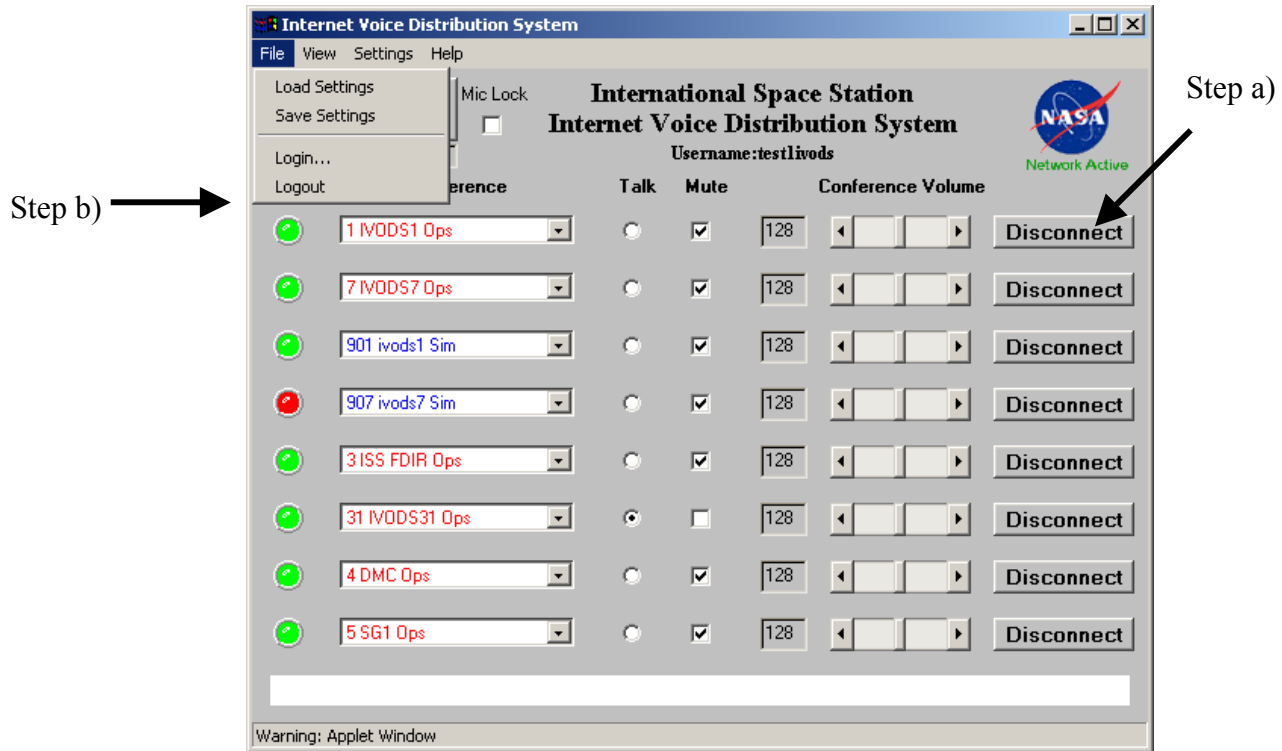 Internet Voice Distribution System
File View Settings Help
Load Settings
Save Settings
Login...
Logout
Mic Lock
International Space Station
Internet Voice Distribution System
Username:test1ivods
NASA
Network Active
Step a)
Step b)
erence Talk Mute Conference Volume
1 IVODS1 Ops 128 Disconnect
7 IVODS7 Ops 128 Disconnect
901 ivods1 Sim 128 Disconnect
907 ivods7 Sim 128 Disconnect
3 ISS FDIR Ops 128 Disconnect
31 IVODS31 Ops 128 Disconnect
4 DMC Ops 128 Disconnect
5 SG1 Ops 128 Disconnect
Warning: Applet Window